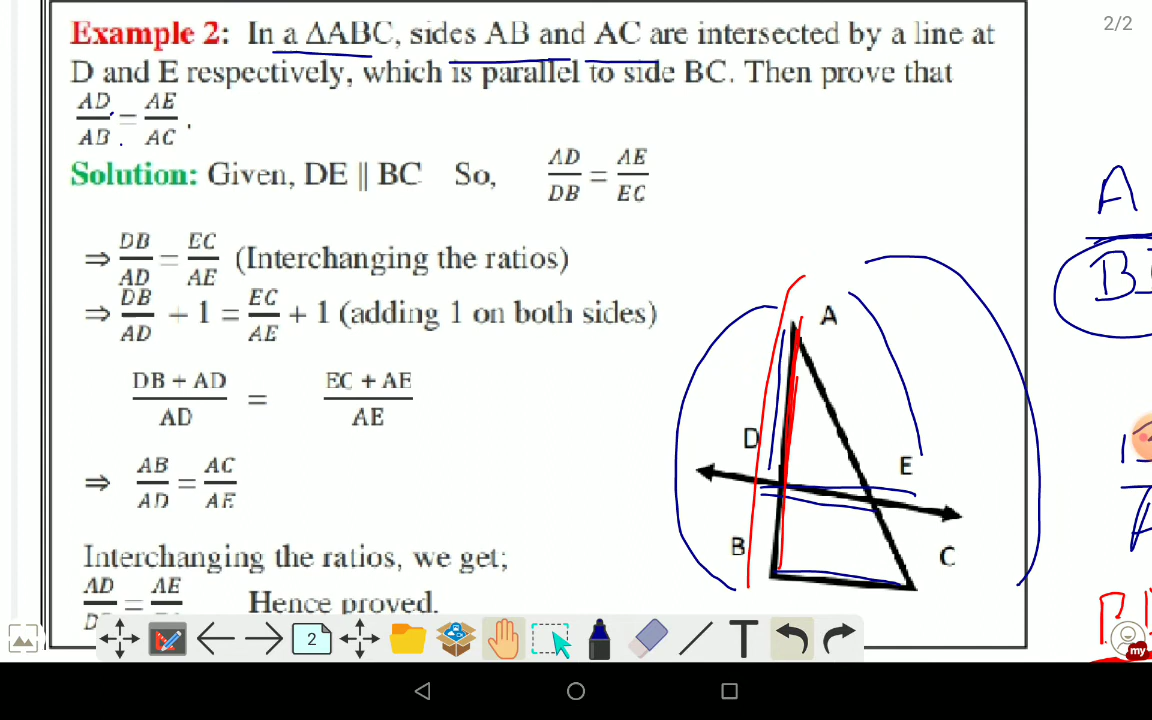 2/2
Example 2: In a ΔABC, sides AB and AC are intersected by a line at
D and E respectively, which is parallel to side BC. Then prove that
AD/AB = AE/AC.
Solution: Given, DE || BC So, AD/DB = AE/EC
⇒ DB/AD = EC/AE (Interchanging the ratios)
⇒ DB/AD + 1 = EC/AE + 1 (adding 1 on both sides)
DB + AD/AD = EC + AE/AE
⇒ AB/AD = AC/AE
Interchanging the ratios, we get;
AD = AE Hence proved.
A
D
E
B
C
A
B
2
T
my